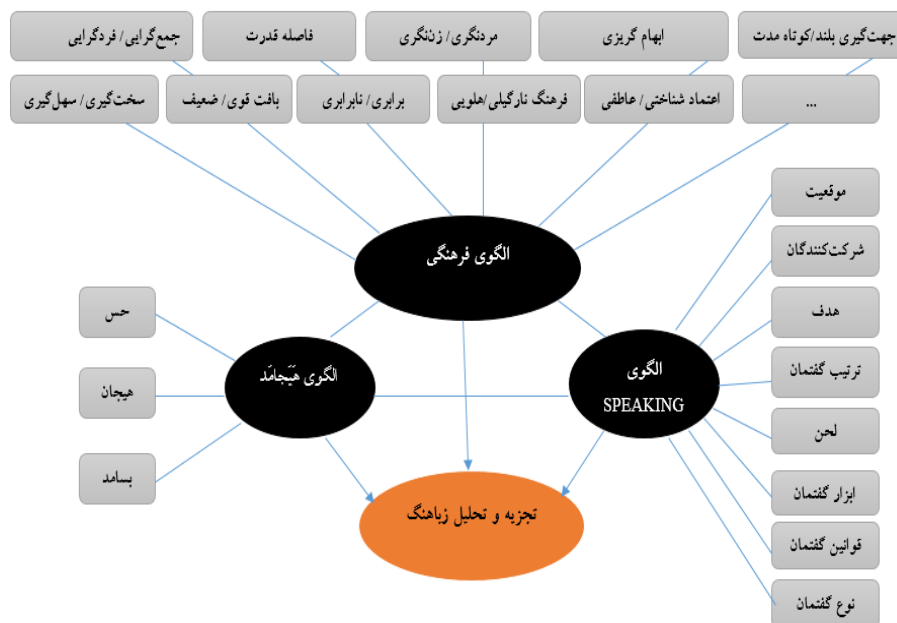 جمع‌گرایی/ فردگرایی
فاصله قدرت
مردنگری/ زن‌نگری
ابهام گریزی
جهت‌گیری بلند/کوتاه مدت
سخت‌گیری/ سهل‌گیری
بافت قوی/ ضعیف
برابری/ نابرابری
فرهنگ نارگیلی/هلویی
اعتماد شناختی/ عاطفی
...
الگوی فرهنگی
موقعیت
شرکت‌کنندگان
هدف
ترتیب گفتمان
لحن
ابزار گفتمان
قوانین گفتمان
نوع گفتمان
الگوی
SPEAKING
الگوی هَیَجامَد
حس
هیجان
بسامد
تجزیه و تحلیل زباهنگ